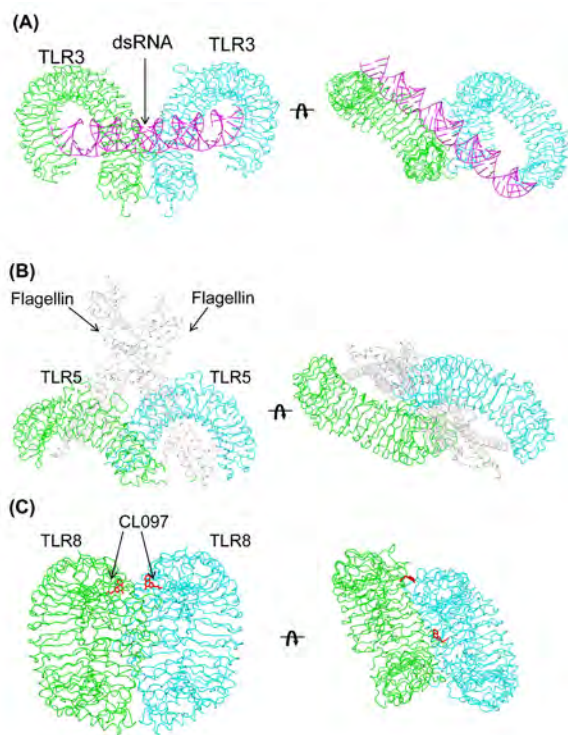 (A)
TLR3
dsRNA
TLR3
(B)
Flagellin
Flagellin
TLR5
TLR5
(C)
CL097
TLR8
TLR8